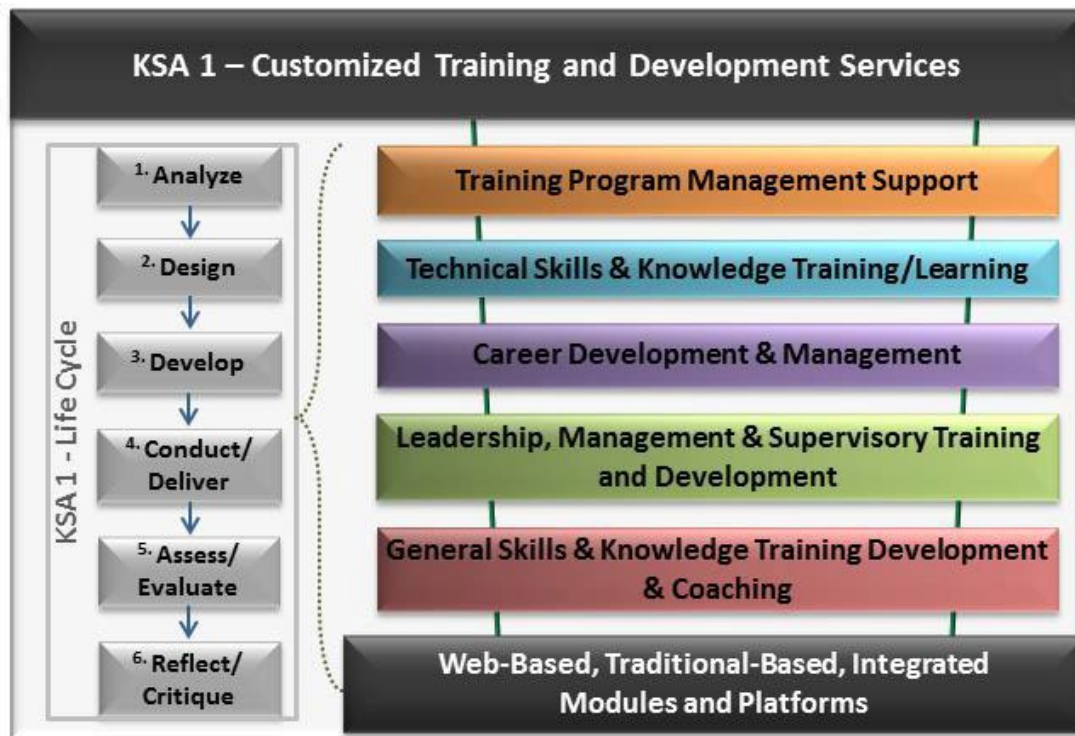 KSA 1 – Customized Training and Development Services
KSA 1 - Life Cycle
1. Analyze
2. Design
3. Develop
4. Conduct/
Deliver
5. Assess/
Evaluate
6. Reflect/
Critique
Training Program Management Support
Technical Skills & Knowledge Training/Learning
Career Development & Management
Leadership, Management & Supervisory Training
and Development
General Skills & Knowledge Training Development
& Coaching
Web-Based, Traditional-Based, Integrated
Modules and Platforms